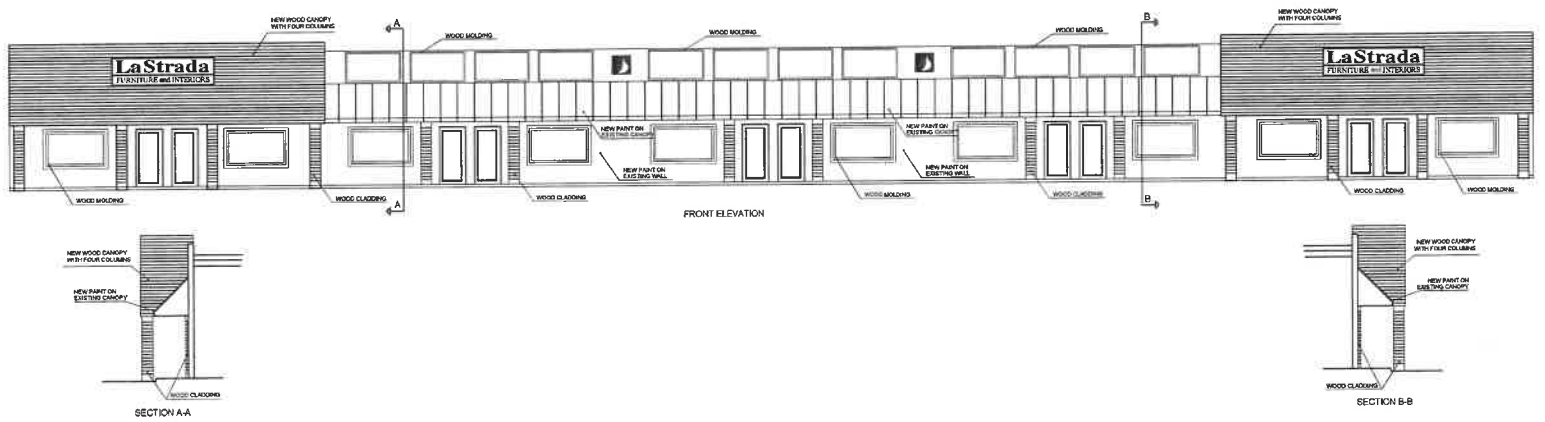 NEW WOOD CANOPY
WITH FOUR COLUMNS
A
B
NEW WOOD CANOPY
WITH FOUR COLUMNS
WOOD MOLDING
WOOD MOLDING
WOOD MOLDING
LaStrada
FURNITURE and INTERIORS
LaStrada
FURNITURE and INTERIORS
NEW PAINT ON
EXISTING CANOPY
NEW PAINT ON
EXISTING CANOPY
NEW PAINT ON
EXISTING WALL
NEW PAINT ON
EXISTING WALL
WOOD MOLDING
WOOD CLADDING
A
WOOD CLADDING
WOOD MOLDING
WOOD CLADDING
B
WOOD CLADDING
WOOD MOLDING
FRONT ELEVATION
NEW WOOD CANOPY
WITH FOUR COLUMNS
NEW PAINT ON
EXISTING CANOPY
WOOD CLADDING
SECTION A-A
NEW WOOD CANOPY
WITH FOUR COLUMNS
NEW PAINT ON
EXISTING CANOPY
WOOD CLADDING
SECTION B-B